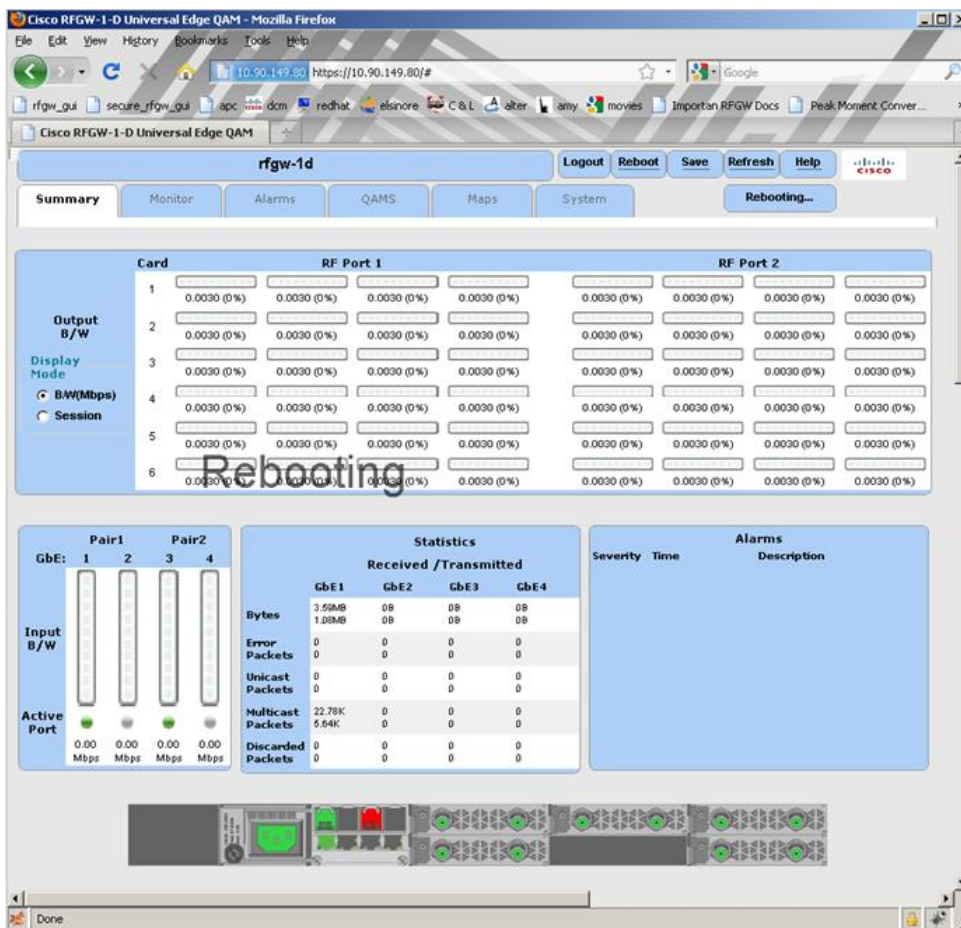 Cisco RFGW-1-D Universal Edge QAM - Mozilla Firefox
File Edit View History Bookmarks Tools Help
10.90.149.80 https://10.90.149.80/# Google
rfgw_gui secure_rfgw_gui apc dcm redhat elsinore C & L alter amy movies Importan RFGW Docs Peak Moment Conver...
Cisco RFGW-1-D Universal Edge QAM
rfgw-1d Logout Reboot Save Refresh Help CISCO
Summary Monitor Alarms QAMS Maps System Rebooting...
Card RF Port 1 RF Port 2
1
0.0030 (0%) 0.0030 (0%) 0.0030 (0%) 0.0030 (0%) 0.0030 (0%) 0.0030 (0%) 0.0030 (0%) 0.0030 (0%)
Output
B/W
2
0.0030 (0%) 0.0030 (0%) 0.0030 (0%) 0.0030 (0%) 0.0030 (0%) 0.0030 (0%) 0.0030 (0%) 0.0030 (0%)
Display
Mode
3
0.0030 (0%) 0.0030 (0%) 0.0030 (0%) 0.0030 (0%) 0.0030 (0%) 0.0030 (0%) 0.0030 (0%) 0.0030 (0%)
B/W(Mbps)
4
0.0030 (0%) 0.0030 (0%) 0.0030 (0%) 0.0030 (0%) 0.0030 (0%) 0.0030 (0%) 0.0030 (0%) 0.0030 (0%)
Session
5
0.0030 (0%) 0.0030 (0%) 0.0030 (0%) 0.0030 (0%) 0.0030 (0%) 0.0030 (0%) 0.0030 (0%) 0.0030 (0%)
6
Rebooting
0.0030 (0%) 0.0030 (0%) 0.0030 (0%) 0.0030 (0%) 0.0030 (0%) 0.0030 (0%) 0.0030 (0%) 0.0030 (0%)
Pair1 Pair2
GbE: 1 2 3 4
Input
B/W
Active
Port
0.00 0.00 0.00 0.00
Mbps Mbps Mbps Mbps
Statistics
Received /Transmitted
GbE1 GbE2 GbE3 GbE4
Bytes
3.59MB 0B 0B 0B
1.08MB 0B 0B 0B
Error 0 0 0 0
Packets 0 0 0 0
Unicast 0 0 0 0
Packets 0 0 0 0
Multicast 22.78K 0 0 0
Packets 5.64K 0 0 0
Discarded 0 0 0 0
Packets 0 0 0 0
Alarms
Severity Time Description
Done